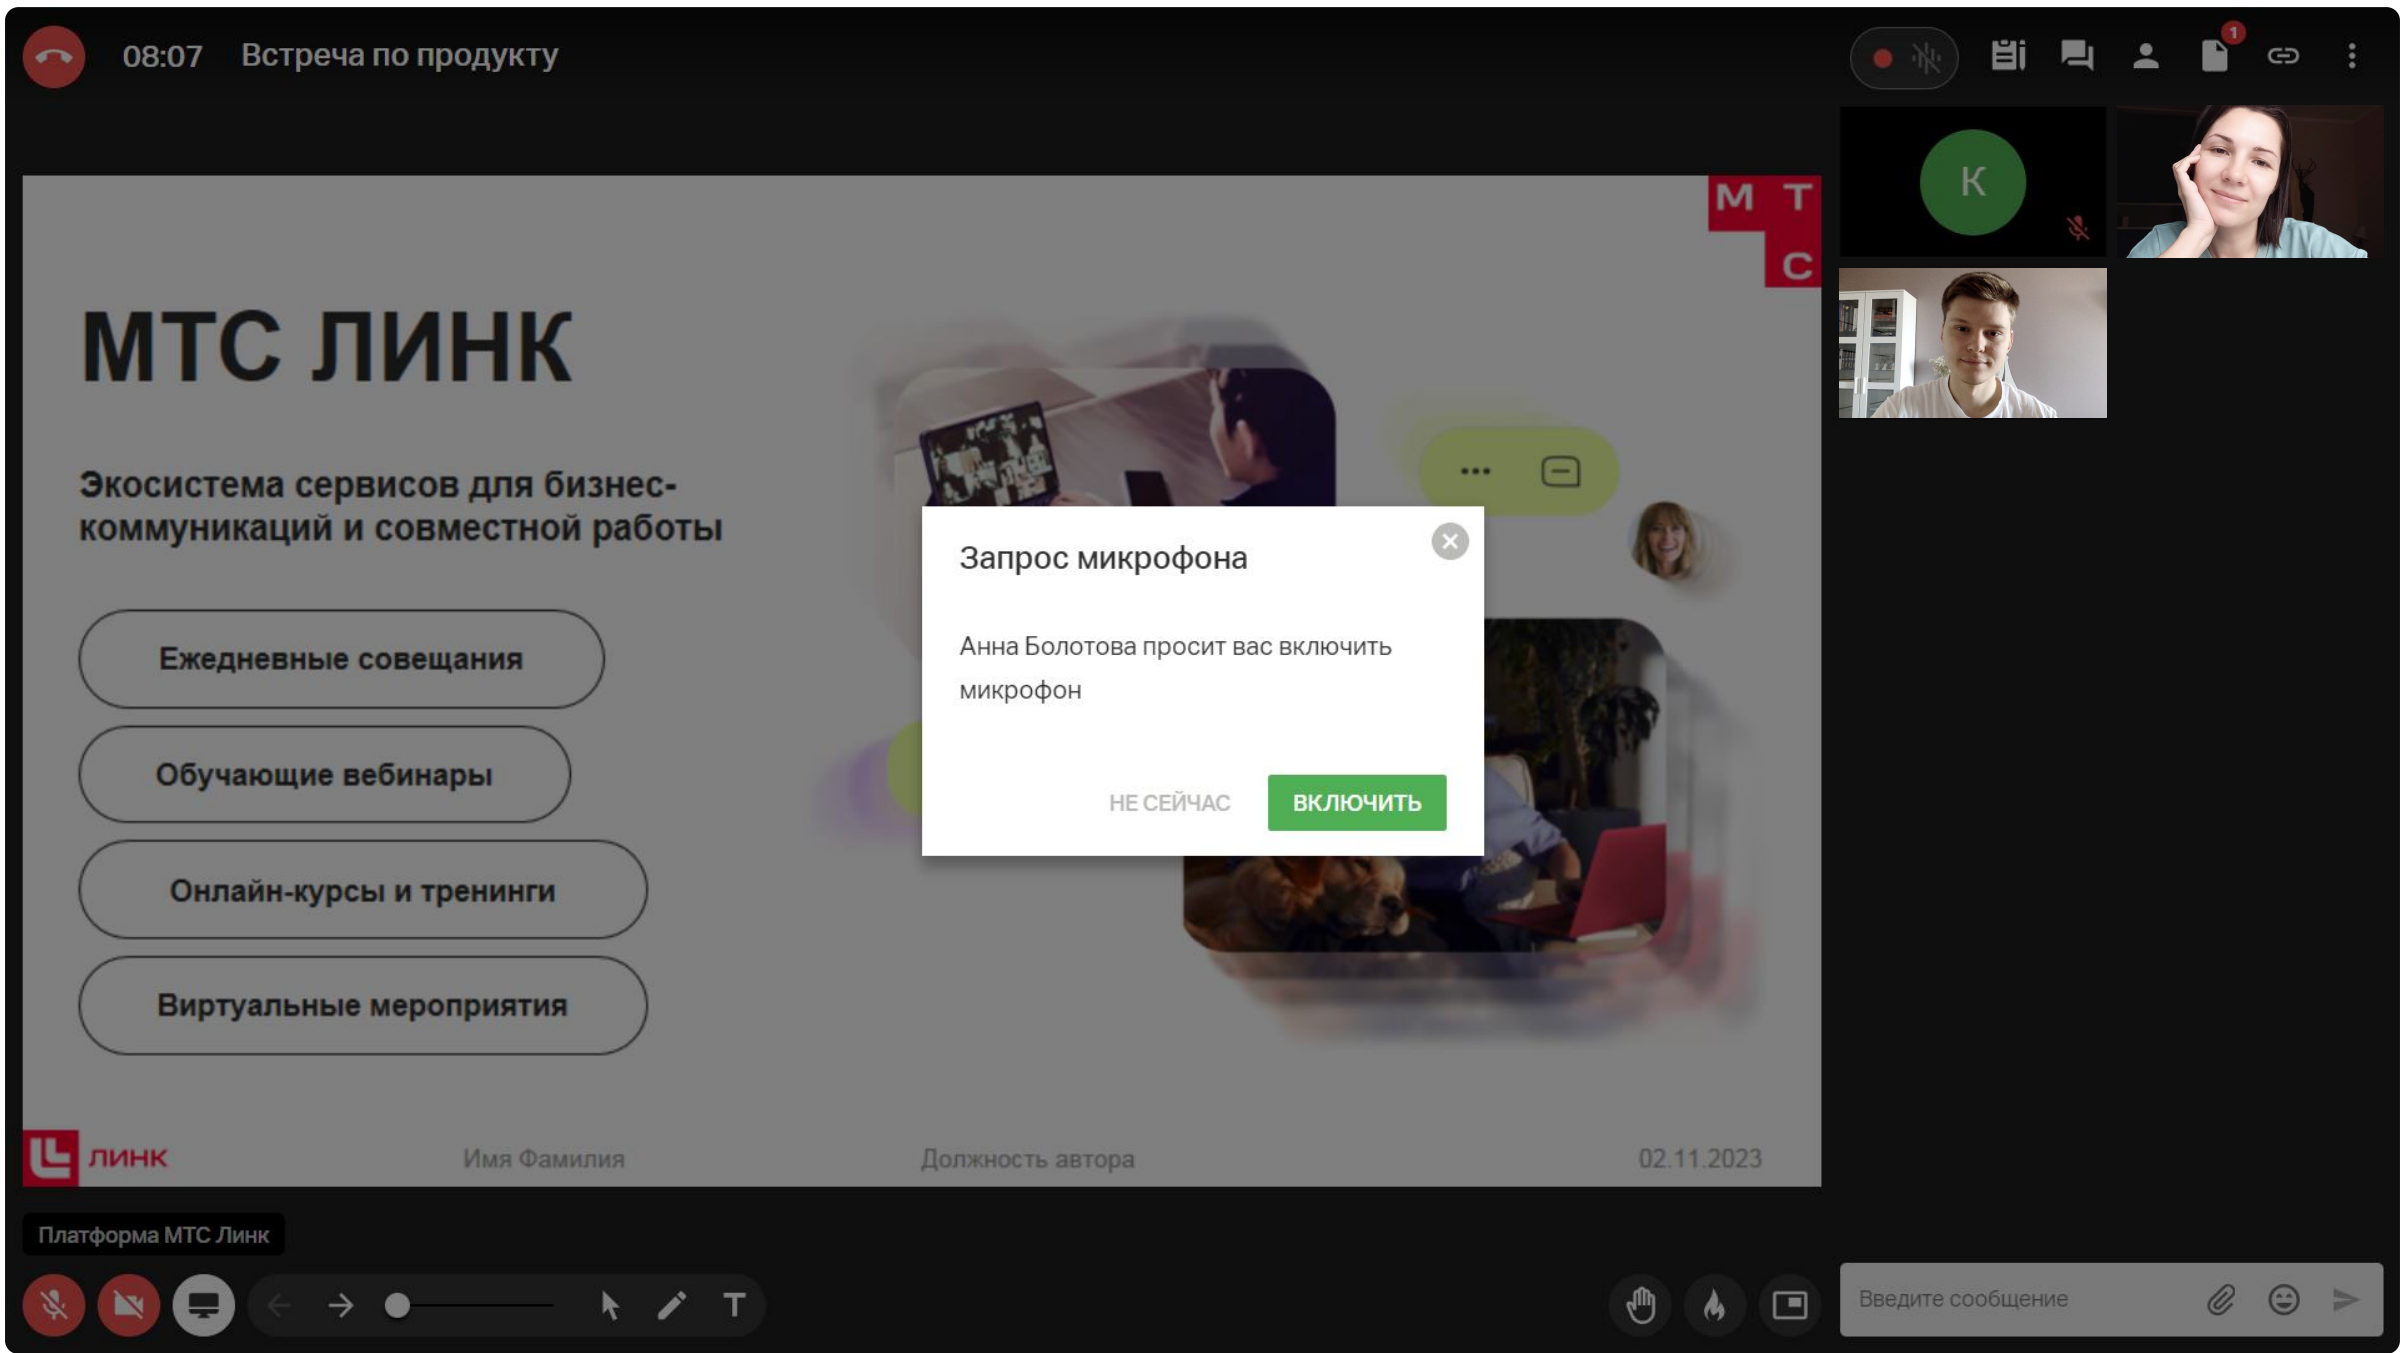 08:07 Встреча по продукту
1
К
М Т
С
МТС ЛИНК
Экосистема сервисов для бизнес-
коммуникаций и совместной работы
Ежедневные совещания
Обучающие вебинары
Онлайн-курсы и тренинги
Виртуальные мероприятия
Запрос микрофона
Анна Болотова просит вас включить
микрофон
НЕ СЕЙЧАС ВКЛЮЧИТЬ
ЛИНК Имя Фамилия Должность автора 02.11.2023
Платформа МТС Линк
T
Введите сообщение